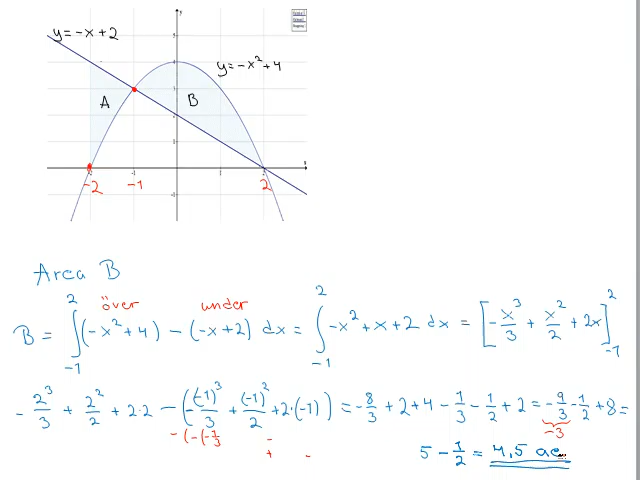 y = -x + 2
y = -x² + 4
A
B
-2 -1 2
Area B
över under
B = ∫₋₁² (-x² + 4) - (-x + 2) dx = ∫₋₁² -x² + x + 2 dx = [-x³/3 + x²/2 + 2x]₋₁²
-2³/3 + 2²/2 + 2·2 - (-(-1)³/3 + (-1)²/2 + 2·(-1)) = -8/3 + 2 + 4 - 1/3 - 1/2 + 2 = -9/3 - 1/2 + 8 =
-(-(-1/3 - + - -3
5 - 1/2 = 4,5 ae